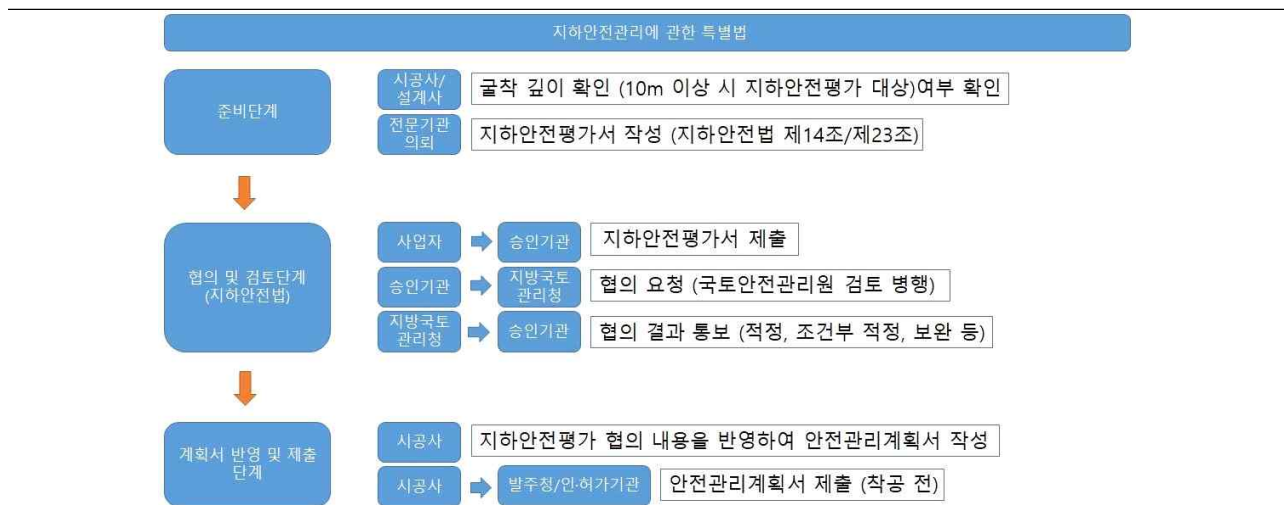 지하안전관리에 관한 특별법
준비단계
시공사/
설계사
굴착 깊이 확인 (10m 이상 시 지하안전평가 대상)여부 확인
전문기관
의뢰
지하안전평가서 작성 (지하안전법 제14조/제23조)
협의 및 검토단계
(지하안전법)
사업자
승인기관
지하안전평가서 제출
승인기관
지방국토
관리청
협의 요청 (국토안전관리원 검토 병행)
지방국토
관리청
승인기관
협의 결과 통보 (적정, 조건부 적정, 보완 등)
계획서 반영 및 제출
단계
시공사
지하안전평가 협의 내용을 반영하여 안전관리계획서 작성
시공사
발주청/인·허가기관
안전관리계획서 제출 (착공 전)